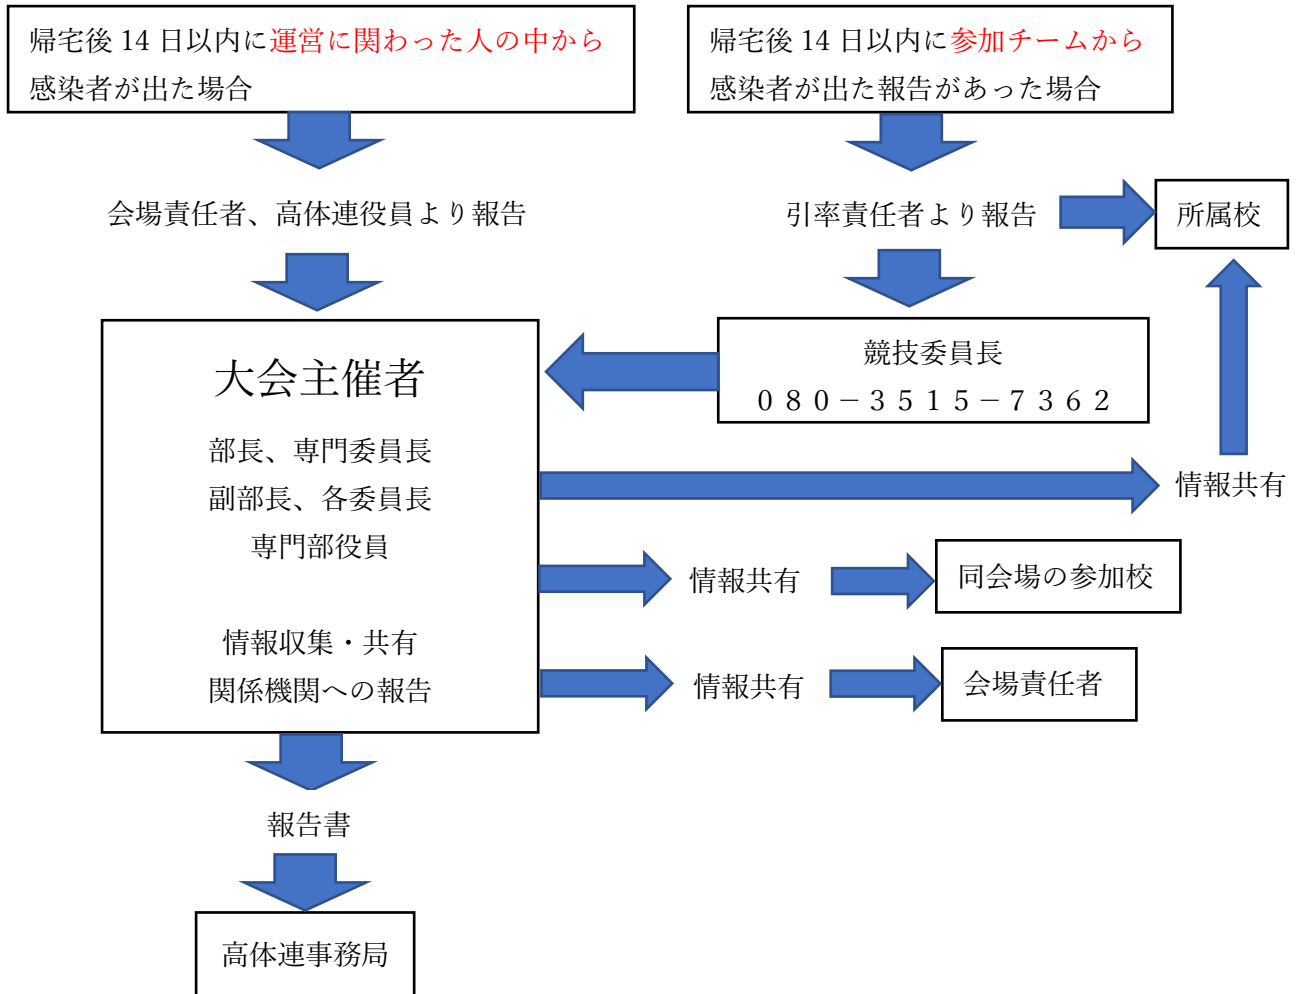 帰宅後 14 日以内に運営に関わった人の中から
感染者が出た場合
帰宅後 14 日以内に参加チームから
感染者が出た報告があった場合
会場責任者、高体連役員より報告
引率責任者より報告
所属校
大会主催者
部長、専門委員長
副部長、各委員長
専門部役員
情報収集・共有
関係機関への報告
競技委員長
０８０－３５１５－７３６２
情報共有
情報共有
同会場の参加校
情報共有
会場責任者
報告書
高体連事務局